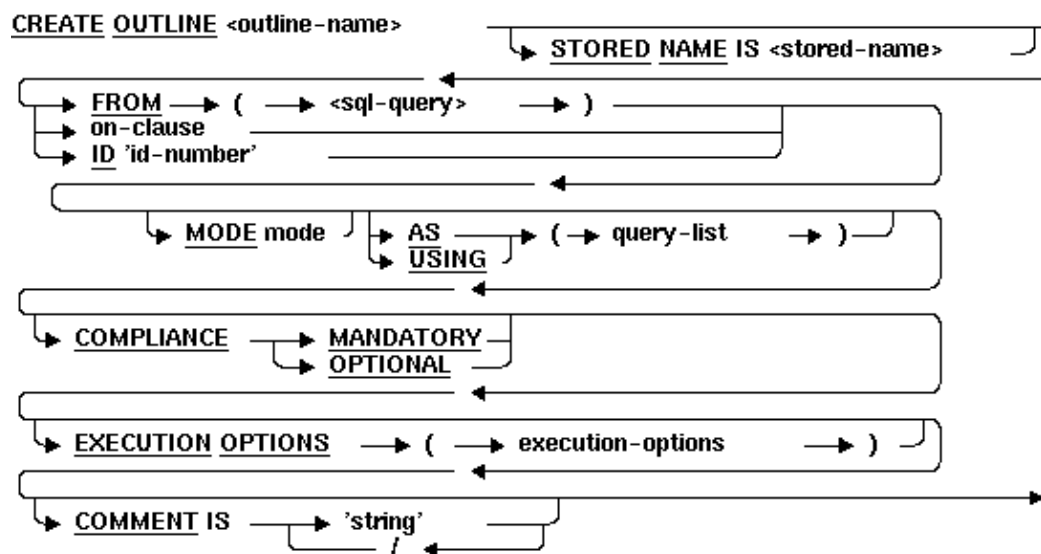 CREATE OUTLINE <outline-name>
STORED NAME IS <stored-name>
FROM ( <sql-query> )
on-clause
ID 'id-number'
MODE mode AS ( query-list )
USING
COMPLIANCE MANDATORY
OPTIONAL
EXECUTION OPTIONS ( execution-options )
COMMENT IS 'string'
/